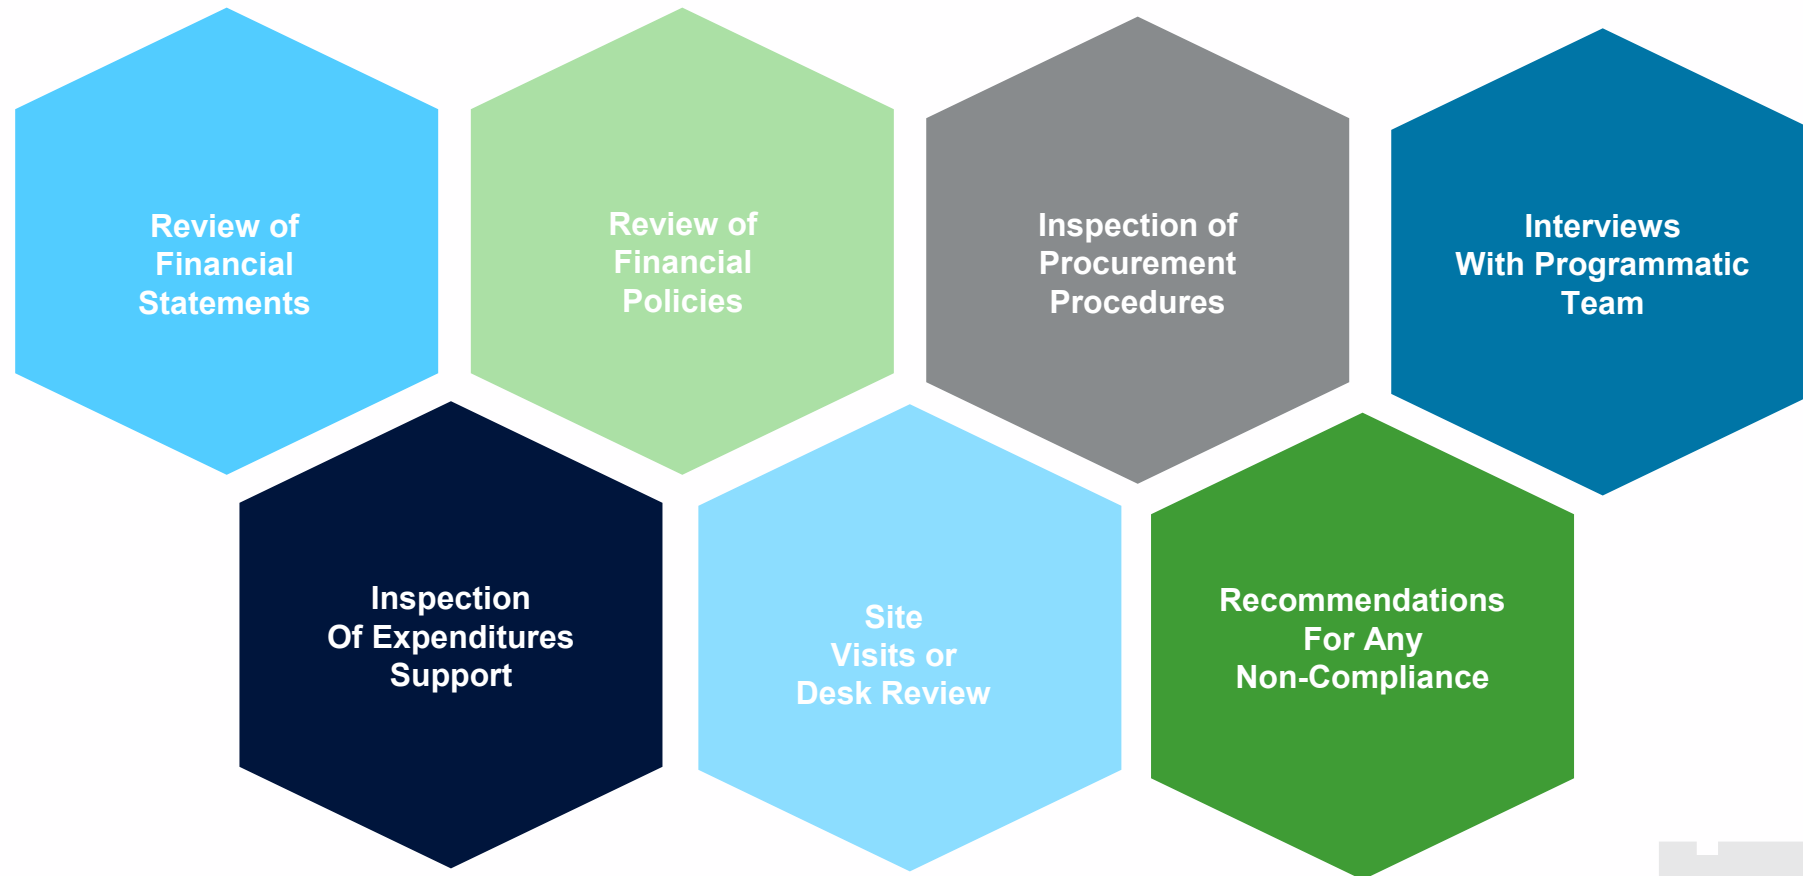 Review of
Financial
Statements
Review of
Financial
Policies
Inspection of
Procurement
Procedures
Interviews
With Programmatic
Team
Inspection
Of Expenditures
Support
Site
Visits or
Desk Review
Recommendations
For Any
Non-Compliance